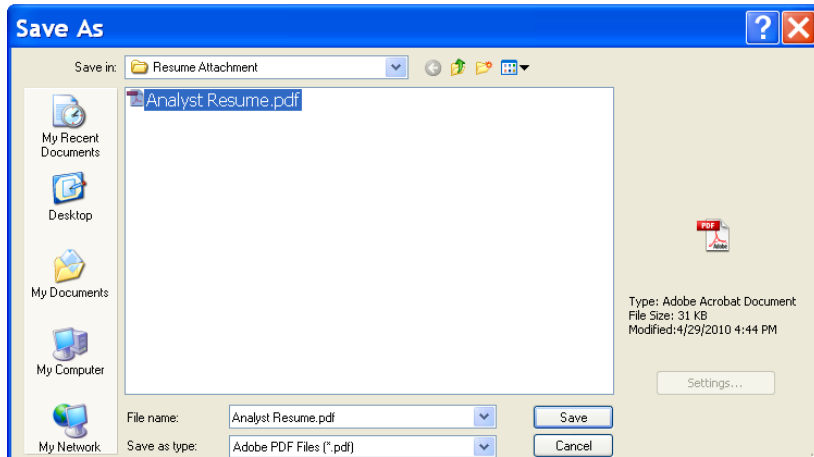 Save As
Save in: Resume Attachment
Analyst Resume.pdf
My Recent
Documents
Desktop
My Documents
My Computer
My Network
PDF
Adobe
Type: Adobe Acrobat Document
File Size: 31 KB
Modified:4/29/2010 4:44 PM
Settings...
File name: Analyst Resume.pdf Save
Save as type: Adobe PDF Files (*.pdf) Cancel